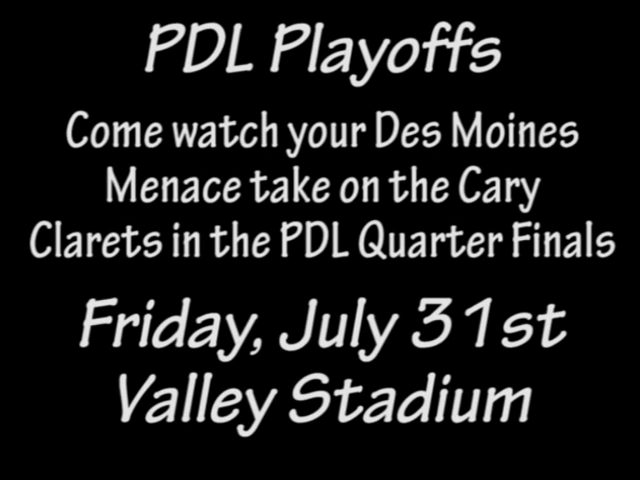 PDL Playoffs
Come watch your Des Moines
Menace take on the Cary
Clarets in the PDL Quarter Finals
Friday, July 31st
Valley Stadium